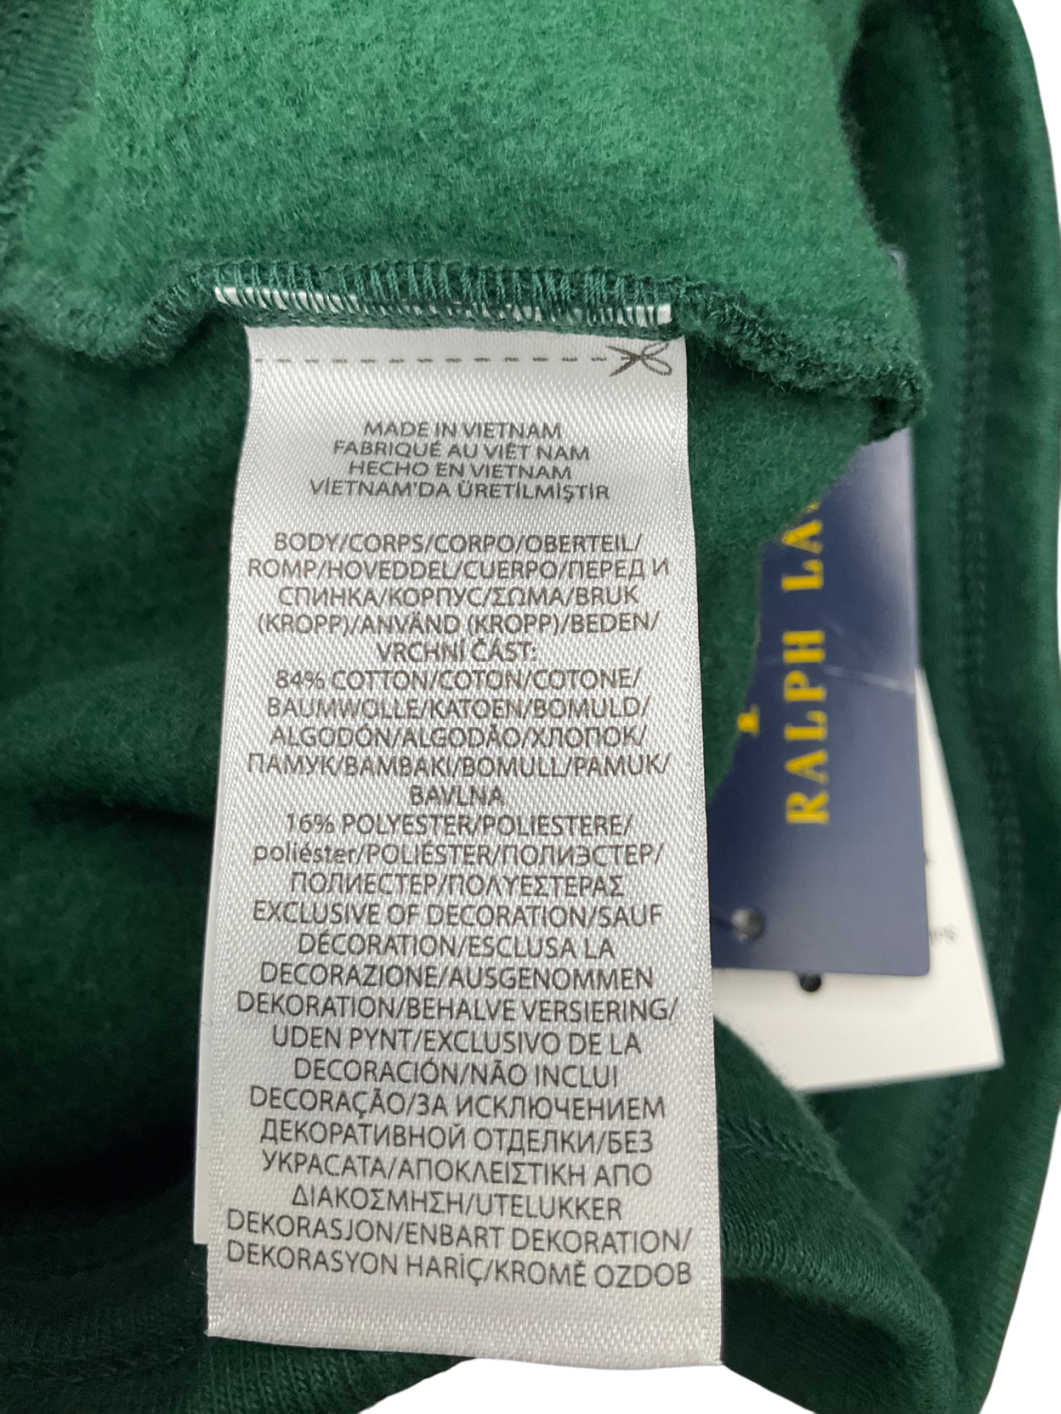 MADE IN VIETNAM
FABRIQUÉ AU VIÊT NAM
HECHO EN VIETNAM
VİETNAM'DA ÜRETİLMİŞTİR
BODY/CORPS/CORPO/OBERTEIL/
ROMP/HOVEDDEL/CUERPO/ПЕРЕД И
СПИНКА/КОРПУС/ΣΩΜΑ/BRUK
(KROPP)/ANVÄND (KROPP)/BEDEN/
VRCHNÍ ČÁST:
84% COTTON/COTON/COTONE/
BAUMWOLLE/KATOEN/BOMULD/
ALGODÓN/ALGODÃO/ХЛОПОК/
ПАМУК/ΒΑΜΒΑΚΙ/BOMULL/PAMUK/
BAVLNA
16% POLYESTER/POLIESTERE/
poliéster/POLIÉSTER/ПОЛИЭСТЕР/
ПОЛИЕСТЕР/ΠΟΛΥΕΣΤΕΡΑΣ
EXCLUSIVE OF DECORATION/SAUF
DÉCORATION/ESCLUSA LA
DECORAZIONE/AUSGENOMMEN
DEKORATION/BEHALVE VERSIERING/
UDEN PYNT/EXCLUSIVO DE LA
DECORACIÓN/NÃO INCLUI
DECORAÇÃO/ЗА ИСКЛЮЧЕНИЕМ
ДЕКОРАТИВНОЙ ОТДЕЛКИ/БЕЗ
УКРАСАТА/ΑΠΟΚΛΕΙΣΤΙΚΗ ΑΠΟ
ΔΙΑΚΟΣΜΗΣΗ/UTELUKKER
DEKORASJON/ENBART DEKORATION/
DEKORASYON HARİÇ/KROMĚ OZDOB
RALPH